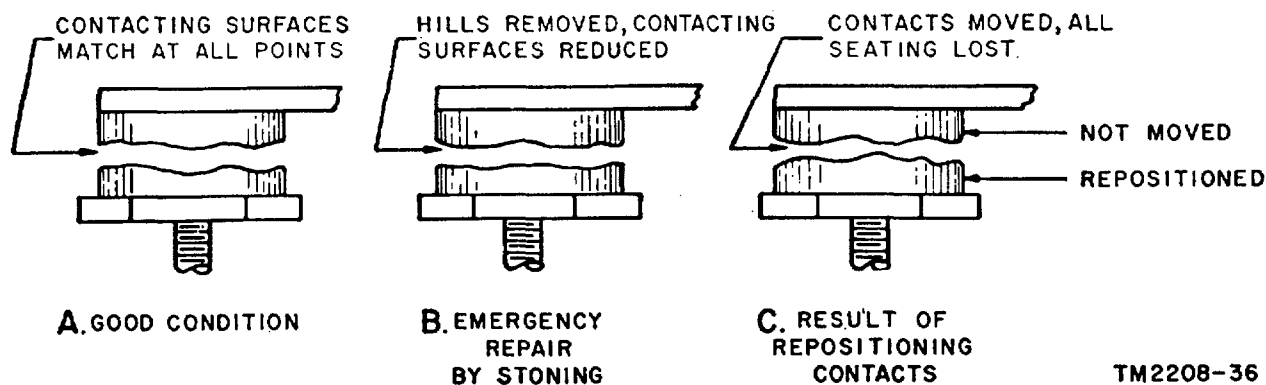 CONTACTING SURFACES
MATCH AT ALL POINTS
HILLS REMOVED, CONTACTING
SURFACES REDUCED
CONTACTS MOVED, ALL
SEATING LOST.
NOT MOVED
REPOSITIONED
A. GOOD CONDITION
B. EMERGENCY
REPAIR
BY STONING
C. RESULT OF
REPOSITIONING
CONTACTS
TM2208-36